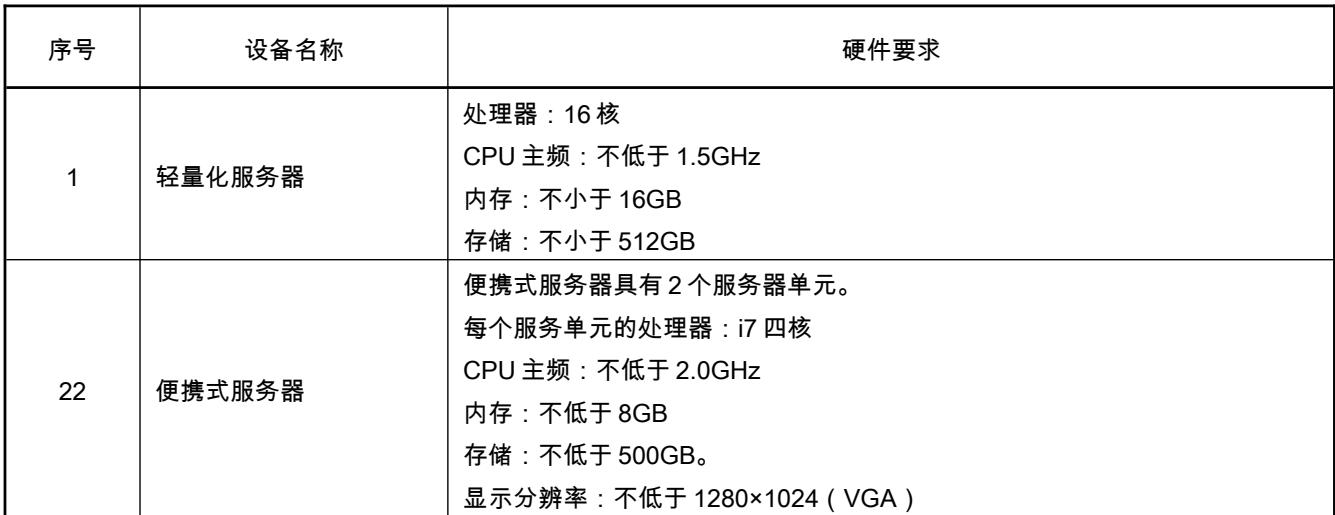 序号 设备名称 硬件要求
处理器：16 核
CPU 主频：不低于 1.5GHz
1 轻量化服务器
内存：不小于 16GB
存储：不小于 512GB
便携式服务器具有 2 个服务器单元。
每个服务单元的处理器：i7 四核
CPU 主频：不低于 2.0GHz
22 便携式服务器
内存：不低于 8GB
存储：不低于 500GB。
显示分辨率：不低于 1280×1024（VGA）